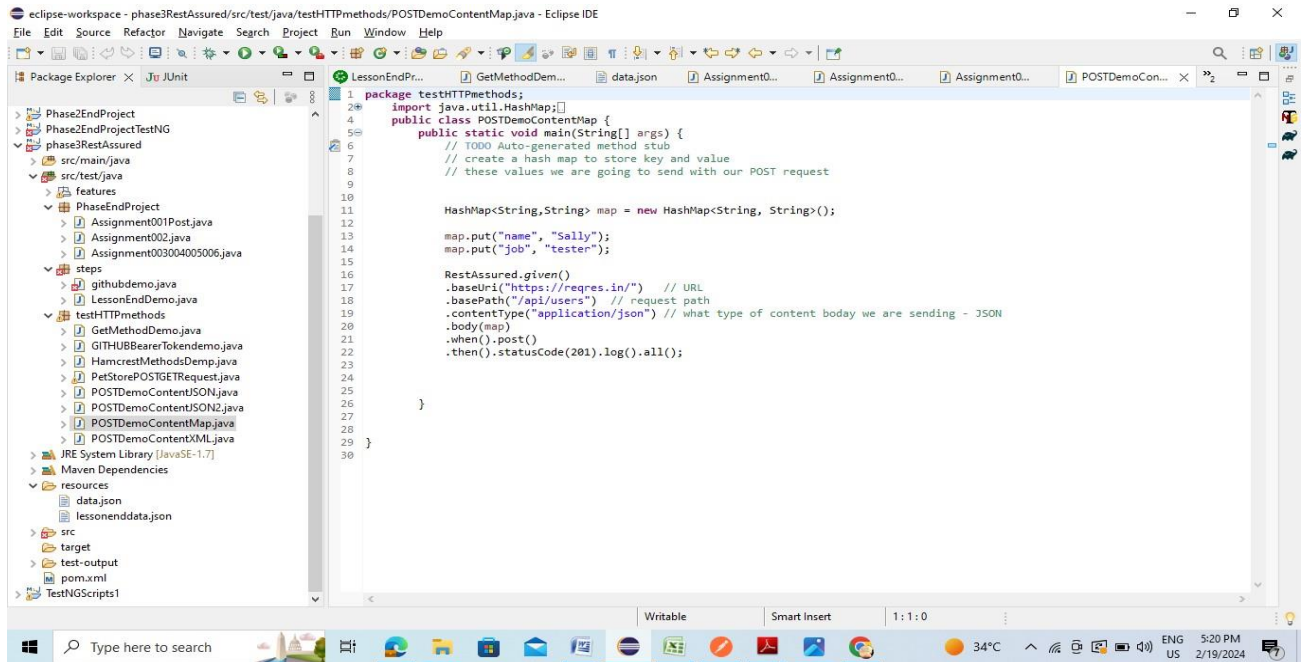 eclipse-workspace - phase3RestAssured/src/test/java/testHTTPmethods/POSTDemoContentMap.java - Eclipse IDE
File Edit Source Refactor Navigate Search Project Run Window Help
Package Explorer JUnit
LessonEndPr... GetMethodDem... data.json Assignment0... Assignment0... Assignment0... POSTDemoCon... »2
Phase2EndProject
Phase2EndProjectTestNG
phase3RestAssured
src/main/java
src/test/java
features
PhaseEndProject
Assignment001Post.java
Assignment002.java
Assignment003004005006.java
steps
githubdemo.java
LessonEndDemo.java
testHTTPmethods
GetMethodDemo.java
GITHUBBearerTokendemo.java
HamcrestMethodsDemp.java
PetStorePOSTGETRequest.java
POSTDemoContentJSON.java
POSTDemoContentJSON2.java
POSTDemoContentMap.java
POSTDemoContentXML.java
JRE System Library [JavaSE-1.7]
Maven Dependencies
resources
data.json
lessonenddata.json
src
target
test-output
pom.xml
TestNGScripts1
1 package testHTTPmethods;
2 import java.util.HashMap;
4 public class POSTDemoContentMap {
5 public static void main(String[] args) {
6 // TODO Auto-generated method stub
7 // create a hash map to store key and value
8 // these values we are going to send with our POST request
9
10
11 HashMap<String,String> map = new HashMap<String, String>();
12
13 map.put("name", "Sally");
14 map.put("job", "tester");
15
16 RestAssured.given()
17 .baseUri("https://reqres.in/") // URL
18 .basePath("/api/users") // request path
19 .contentType("application/json") // what type of content boday we are sending - JSON
20 .body(map)
21 .when().post()
22 .then().statusCode(201).log().all();
23
24
25
26 }
27
28
29 }
30
Writable Smart Insert 1:1:0
Type here to search 34°C ENG 5:20 PM
US 2/19/2024